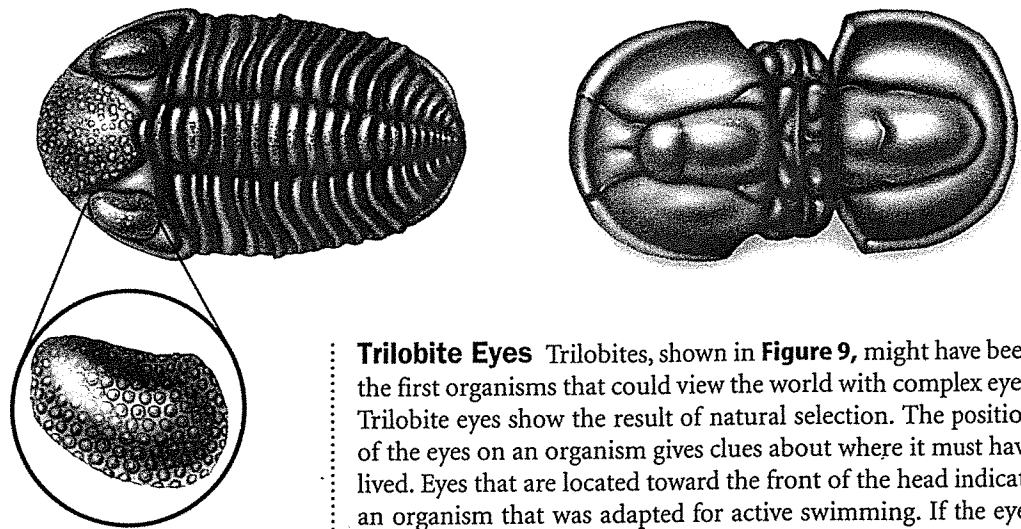 Trilobite Eyes Trilobites, shown in Figure 9, might have bee
the first organisms that could view the world with complex eye
Trilobite eyes show the result of natural selection. The positio
of the eyes on an organism gives clues about where it must hav
lived. Eyes that are located toward the front of the head indicat
an organism that was adapted for active swimming. If the eye